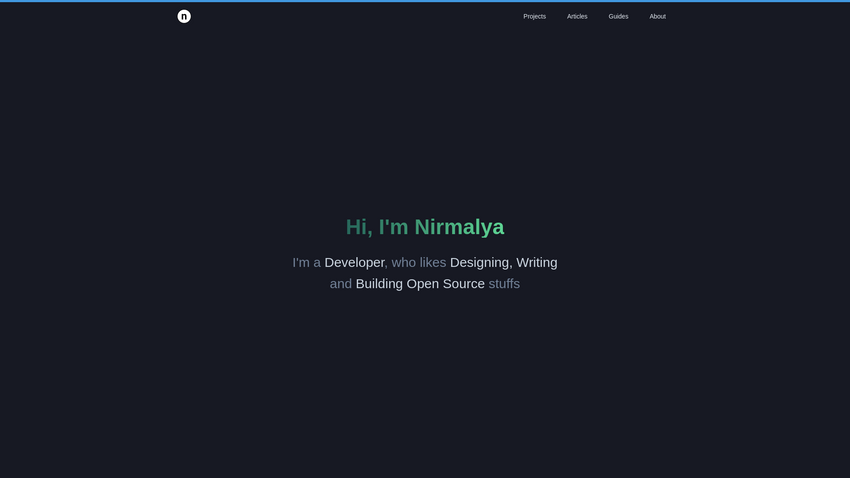 n
Projects Articles Guides About
Hi, I'm Nirmalya
I'm a Developer, who likes Designing, Writing
and Building Open Source stuffs